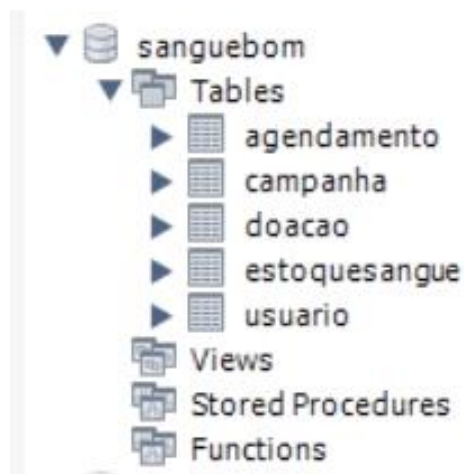 sanguebom
Tables
agendamento
campanha
doacao
estoquesangue
usuario
Views
Stored Procedures
Functions